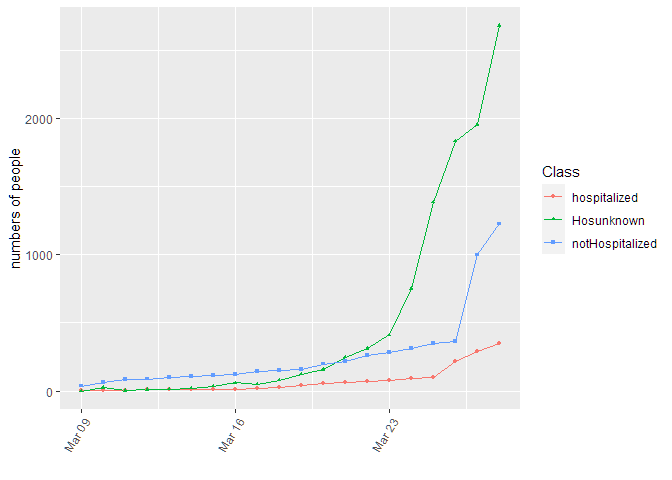 numbers of people
2000
1000
0
Mar 09
Mar 16
Mar 23
Class
hospitalized
Hosunknown
notHospitalized